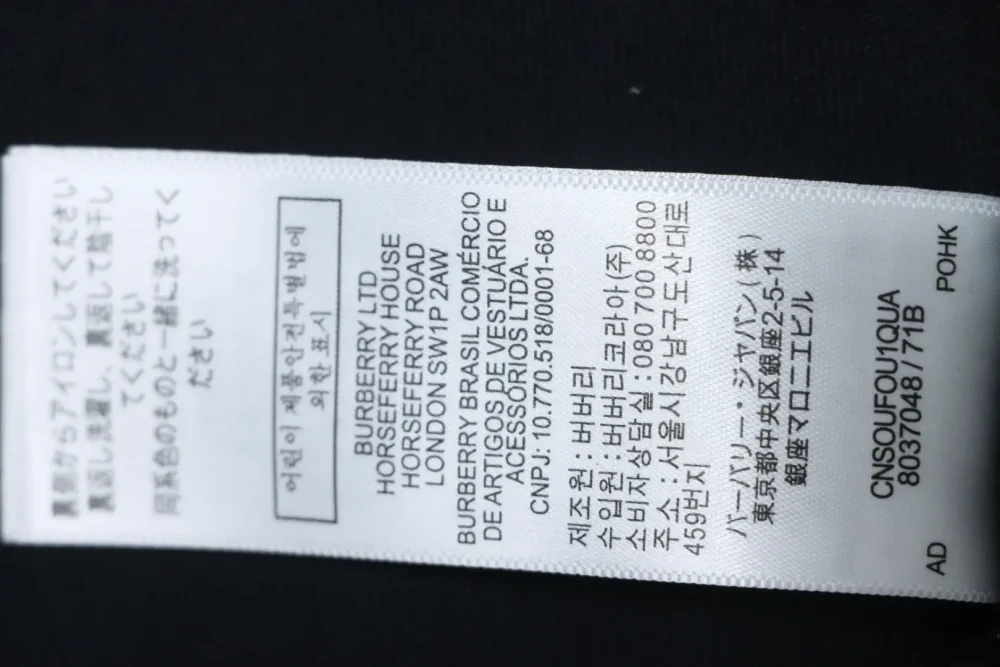 裏側からアイロンしてください
裏返し洗濯し、裏返して陰干し
てください
同系色のものと一緒に洗ってく
ださい
어린이 제품안전특별법에
의한 표시
BURBERRY LTD
HORSEFERRY HOUSE
HORSEFERRY ROAD
LONDON SW1P 2AW
BURBERRY BRASIL COMÉRCIO
DE ARTIGOS DE VESTUÁRIO E
ACESSÓRIOS LTDA.
CNPJ: 10.770.518/0001-68
제조원 : 버버리
수입원 : 버버리코리아(주)
소비자상담실 : 080 700 8800
주소 : 서울시강남구도산대로
459번지
バーバリー・ジャパン(株)
東京都中央区銀座2-5-14
銀座マロニエビル
CNSOUFOU1QUA
8037048 / 71B
AD POHK